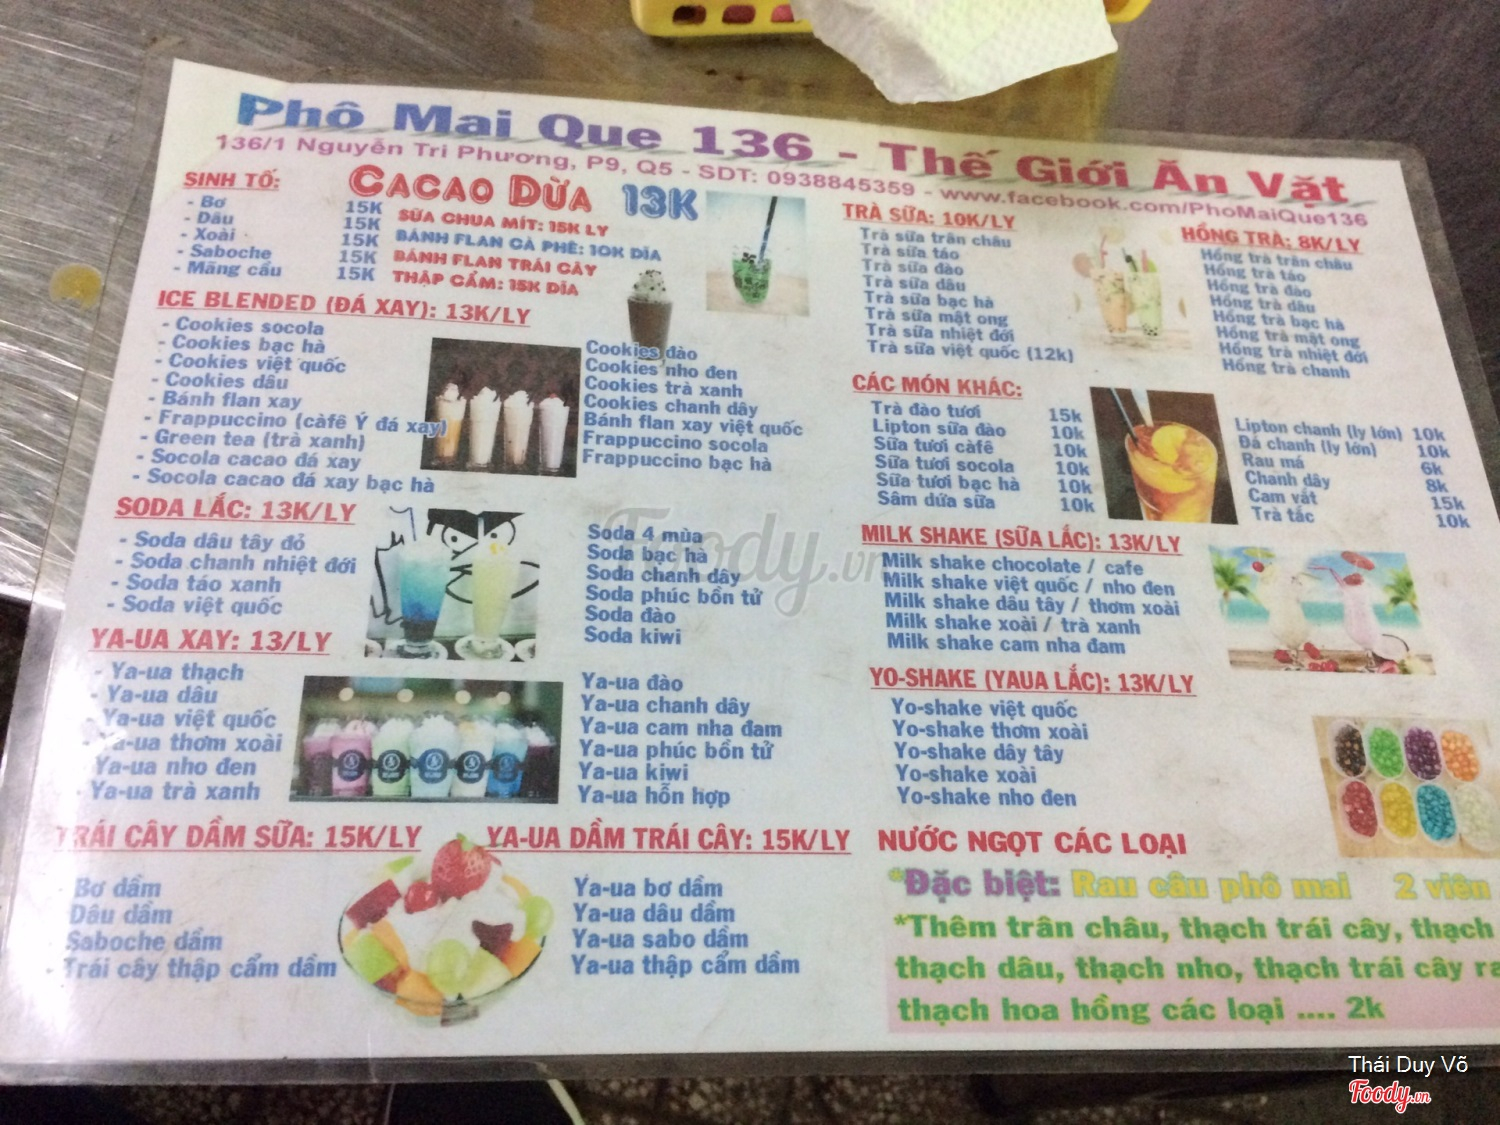 Phô Mai Que 136 - Thế Giới Ăn Vặt
136/1 Nguyễn Tri Phương, P9, Q5 - SDT: 0938845359 - www.facebook.com/PhoMaiQue136
SINH TỐ:
- Bơ 15K
- Dâu 15K
- Xoài 15K
- Saboche 15K
- Mãng cầu 15K
CACAO DỪA 13K
SỮA CHUA MÍT: 15K LY
BÁNH FLAN CÀ PHÊ: 10K DĨA
BÁNH FLAN TRÁI CÂY
THẬP CẨM: 15K DĨA
ICE BLENDED (ĐÁ XAY): 13K/LY
- Cookies socola
- Cookies bạc hà
- Cookies việt quốc
- Cookies dâu
- Bánh flan xay
- Frappuccino (càfê Ý đá xay)
- Green tea (trà xanh)
- Socola cacao đá xay
- Socola cacao đá xay bạc hà
Cookies đào
Cookies nho đen
Cookies trà xanh
Cookies chanh dây
Bánh flan xay việt quốc
Frappuccino socola
Frappuccino bạc hà
SODA LẮC: 13K/LY
- Soda dâu tây đỏ
- Soda chanh nhiệt đới
- Soda táo xanh
- Soda việt quốc
Soda 4 mùa
Soda bạc hà
Soda chanh dây
Soda phúc bồn tử
Soda đào
Soda kiwi
YA-UA XAY: 13/LY
- Ya-ua thạch
- Ya-ua dâu
- Ya-ua việt quốc
- Ya-ua thơm xoài
- Ya-ua nho đen
- Ya-ua trà xanh
Ya-ua đào
Ya-ua chanh dây
Ya-ua cam nha đam
Ya-ua phúc bồn tử
Ya-ua kiwi
Ya-ua hỗn hợp
TRÁI CÂY DẦM SỮA: 15K/LY
Bơ dầm
Dâu dầm
Saboche dầm
- Trái cây thập cẩm dầm
YA-UA DẦM TRÁI CÂY: 15K/LY
Ya-ua bơ dầm
Ya-ua dâu dầm
Ya-ua sabo dầm
Ya-ua thập cẩm dầm
TRÀ SỮA: 10K/LY
Trà sữa trân châu
Trà sữa táo
Trà sữa đào
Trà sữa dâu
Trà sữa bạc hà
Trà sữa mật ong
Trà sữa nhiệt đới
Trà sữa việt quốc (12k)
HỒNG TRÀ: 8K/LY
Hồng trà trân châu
Hồng trà táo
Hồng trà đào
Hồng trà dâu
Hồng trà bạc hà
Hồng trà mật ong
Hồng trà nhiệt đới
Hồng trà chanh
CÁC MÓN KHÁC:
Trà đào tươi 15k
Lipton sữa đào 10k
Sữa tươi càfê 10k
Sữa tươi socola 10k
Sữa tươi bạc hà 10k
Sâm dứa sữa 10k
Lipton chanh (ly lớn) 10k
Đá chanh (ly lớn) 10k
Rau má 6k
Chanh dây 8k
Cam vắt 15k
Trà tắc 10k
MILK SHAKE (SỮA LẮC): 13K/LY
Milk shake chocolate / cafe
Milk shake việt quốc / nho đen
Milk shake dâu tây / thơm xoài
Milk shake xoài / trà xanh
Milk shake cam nha đam
YO-SHAKE (YAUA LẮC): 13K/LY
Yo-shake việt quốc
Yo-shake thơm xoài
Yo-shake dây tây
Yo-shake xoài
Yo-shake nho đen
NƯỚC NGỌT CÁC LOẠI
*Đặc biệt: Rau câu phô mai 2 viên
*Thêm trân châu, thạch trái cây, thạch
thạch dâu, thạch nho, thạch trái cây
thạch hoa hồng các loại .... 2k
Foody.vn
Thái Duy Võ
Foody.vn